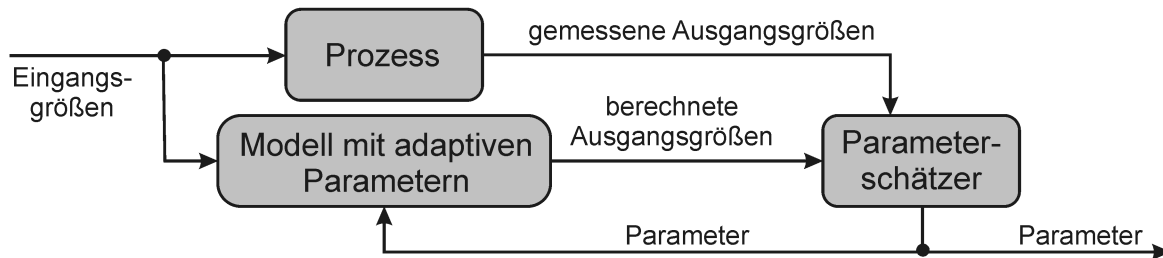 Prozess
gemessene Ausgangsgrößen
Eingangs-
größen
Modell mit adaptiven
Parametern
berechnete
Ausgangsgrößen
Parameter-
schätzer
Parameter
Parameter